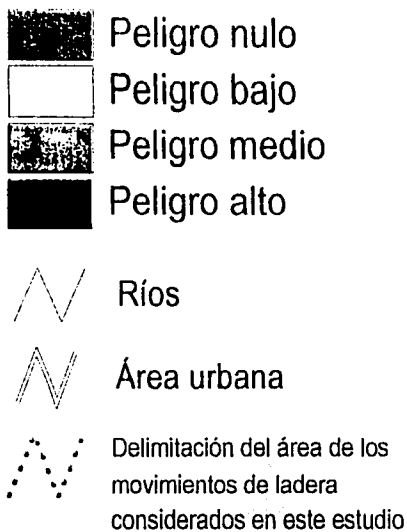 Peligro nulo
Peligro bajo
Peligro medio
Peligro alto
Ríos
Área urbana
Delimitación del área de los
movimientos de ladera
considerados en este estudio